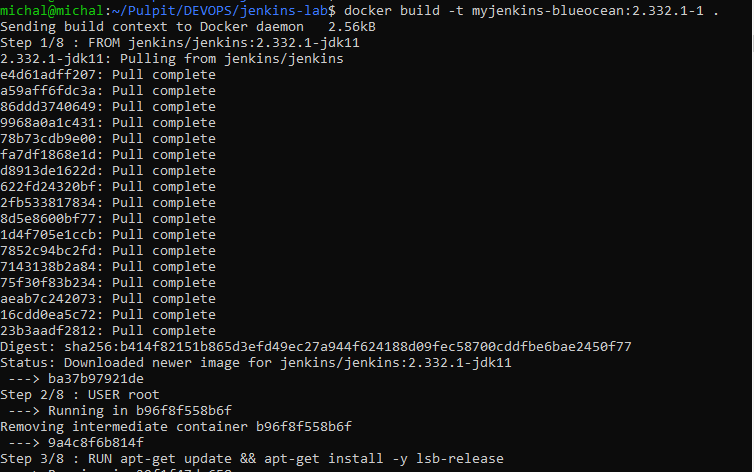 michal@michal:~/Pulpit/DEVOPS/jenkins-lab$ docker build -t myjenkins-blueocean:2.332.1-1 .
Sending build context to Docker daemon   2.56kB
Step 1/8 : FROM jenkins/jenkins:2.332.1-jdk11
2.332.1-jdk11: Pulling from jenkins/jenkins
e4d61adff207: Pull complete
a59aff6fdc3a: Pull complete
86ddd3740649: Pull complete
9968a0a1c431: Pull complete
78b73cdb9e00: Pull complete
fa7df1868e1d: Pull complete
d8913de1622d: Pull complete
622fd24320bf: Pull complete
2fb533817834: Pull complete
8d5e8600bf77: Pull complete
1d4f705e1ccb: Pull complete
7852c94bc2fd: Pull complete
7143138b2a84: Pull complete
75f30f83b234: Pull complete
aeab7c242073: Pull complete
16cdd0ea5c72: Pull complete
23b3aadf2812: Pull complete
Digest: sha256:b414f82151b865d3efd49ec27a944f624188d09fec58700cddfbe6bae2450f77
Status: Downloaded newer image for jenkins/jenkins:2.332.1-jdk11
 ---> ba37b97921de
Step 2/8 : USER root
 ---> Running in b96f8f558b6f
Removing intermediate container b96f8f558b6f
 ---> 9a4c8f6b814f
Step 3/8 : RUN apt-get update && apt-get install -y lsb-release